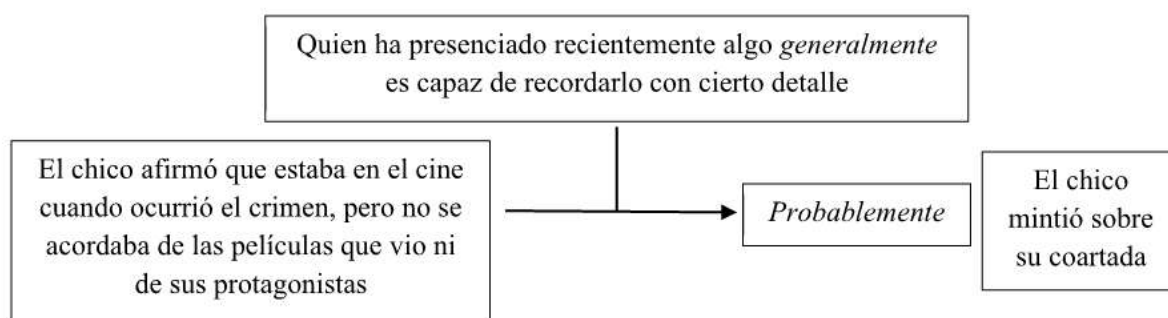 Quien ha presenciado recientemente algo generalmente
es capaz de recordarlo con cierto detalle
El chico afirmó que estaba en el cine
cuando ocurrió el crimen, pero no se
acordaba de las películas que vio ni
de sus protagonistas
Probablemente
El chico
mintió sobre
su coartada